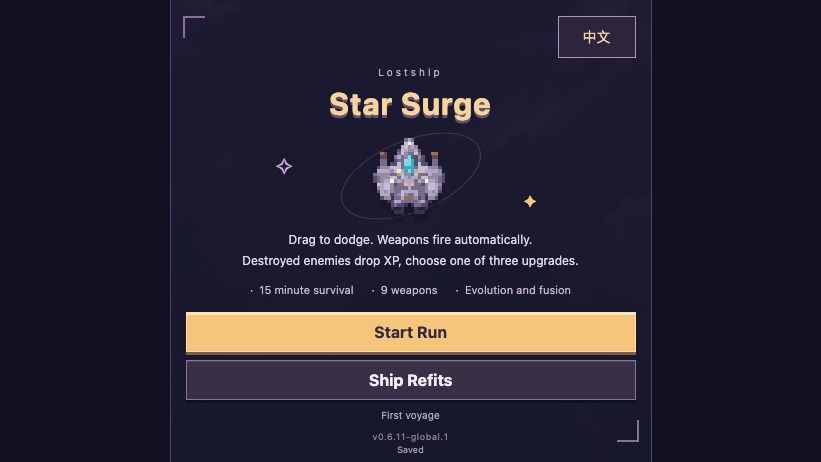 中文
Lostship
Star Surge
Drag to dodge. Weapons fire automatically.
Destroyed enemies drop XP, choose one of three upgrades.
· 15 minute survival · 9 weapons · Evolution and fusion
Start Run
Ship Refits
First voyage
v0.6.11-global.1
Saved